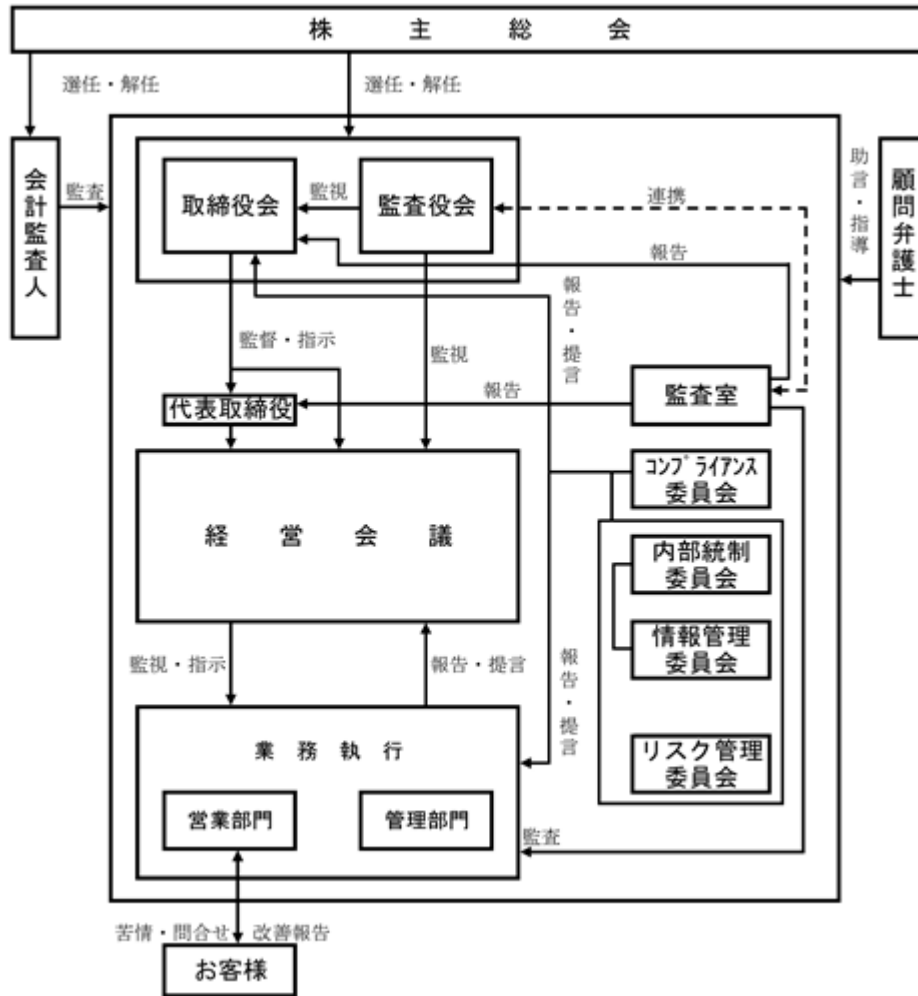 株主総会
選任・解任
選任・解任
会計監査人
監査
取締役会
監視
監査役会
連携
助言・指導
顧問弁護士
報告
報告・提言
監督・指示
監視
代表取締役
報告
監査室
コンプライアンス
委員会
経営会議
内部統制
委員会
情報管理
委員会
監視・指示
報告・提言
報告・提言
リスク管理
委員会
業務執行
営業部門
管理部門
監査
苦情・問合せ
改善報告
お客様